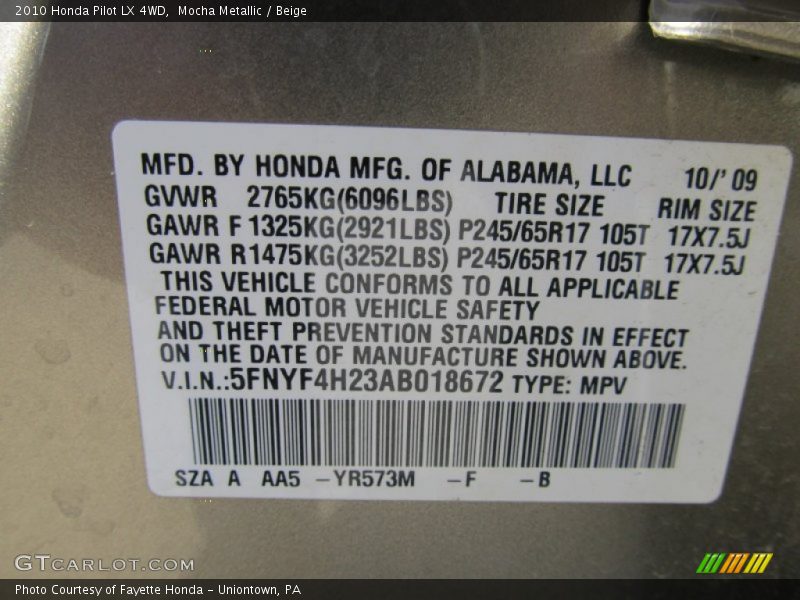 2010 Honda Pilot LX 4WD,  Mocha Metallic / Beige
MFD. BY HONDA MFG. OF ALABAMA, LLC 10/'09
GVWR 2765KG(6096LBS) TIRE SIZE RIM SIZE
GAWR F 1325KG(2921LBS) P245/65R17 105T 17X7.5J
GAWR R1475KG(3252LBS) P245/65R17 105T 17X7.5J
THIS VEHICLE CONFORMS TO ALL APPLICABLE
FEDERAL MOTOR VEHICLE SAFETY
AND THEFT PREVENTION STANDARDS IN EFFECT
ON THE DATE OF MANUFACTURE SHOWN ABOVE.
V.I.N.:5FNYF4H23AB018672 TYPE: MPV
SZA A AA5 -YR573M -F -B
GTCARLOT.COM
Photo Courtesy of Fayette Honda - Uniontown, PA